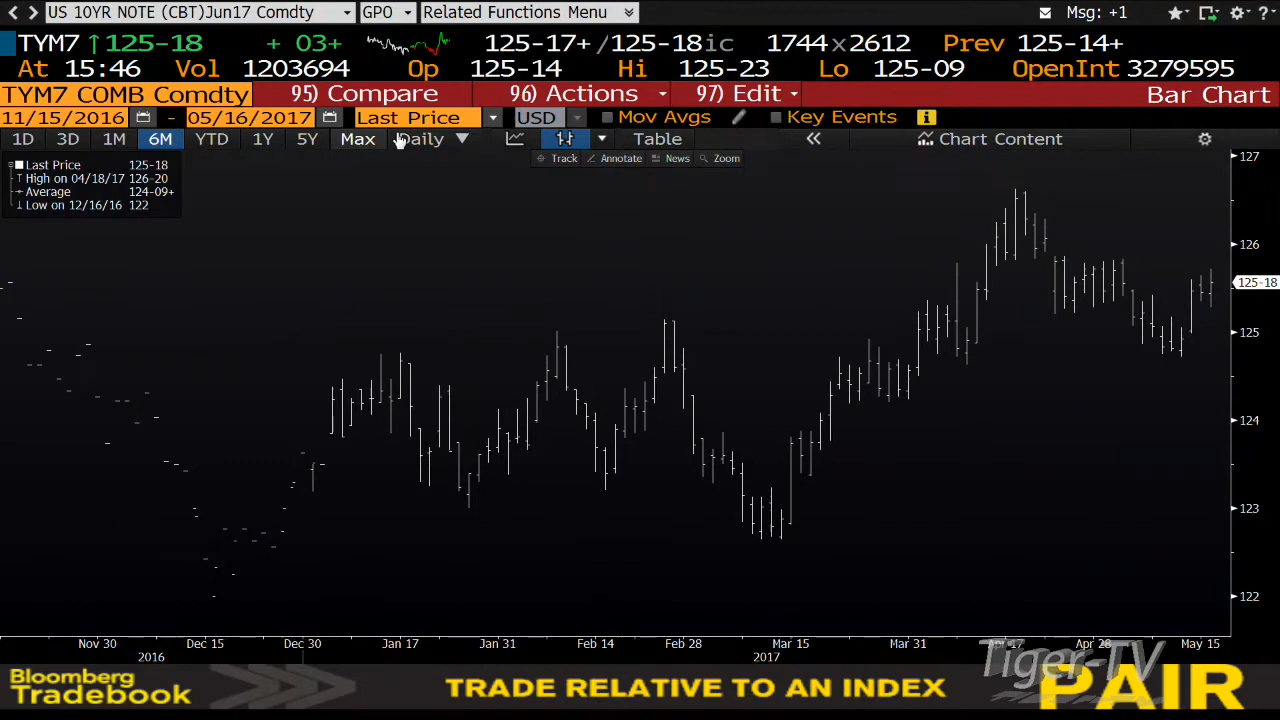 US 10YR NOTE (CBT)Jun17 Comdty GPO Related Functions Menu Msg: +1
TYM7 ↑125-18 + 03+ 125-17+/125-18ic 1744x2612 Prev 125-14+
At 15:46 Vol 1203694 Op 125-14 Hi 125-23 Lo 125-09 OpenInt 3279595
TYM7 COMB Comdty 95) Compare 96) Actions 97) Edit Bar Chart
11/15/2016 - 05/16/2017 Last Price USD Mov Avgs Key Events
1D 3D 1M 6M YTD 1Y 5Y Max Daily Table « Chart Content
Track Annotate News Zoom
Last Price 125-18
High on 04/18/17 126-20
Average 124-09+
Low on 12/16/16 122
127
126
125-18
125
124
123
122
Nov 30 Dec 15 Dec 30 Jan 17 Jan 31 Feb 14 Feb 28 Mar 15 Mar 31 Apr 17 Apr 28 May 15
2016 2017
Tiger-TV
Bloomberg
Tradebook
TRADE RELATIVE TO AN INDEX
PAIR